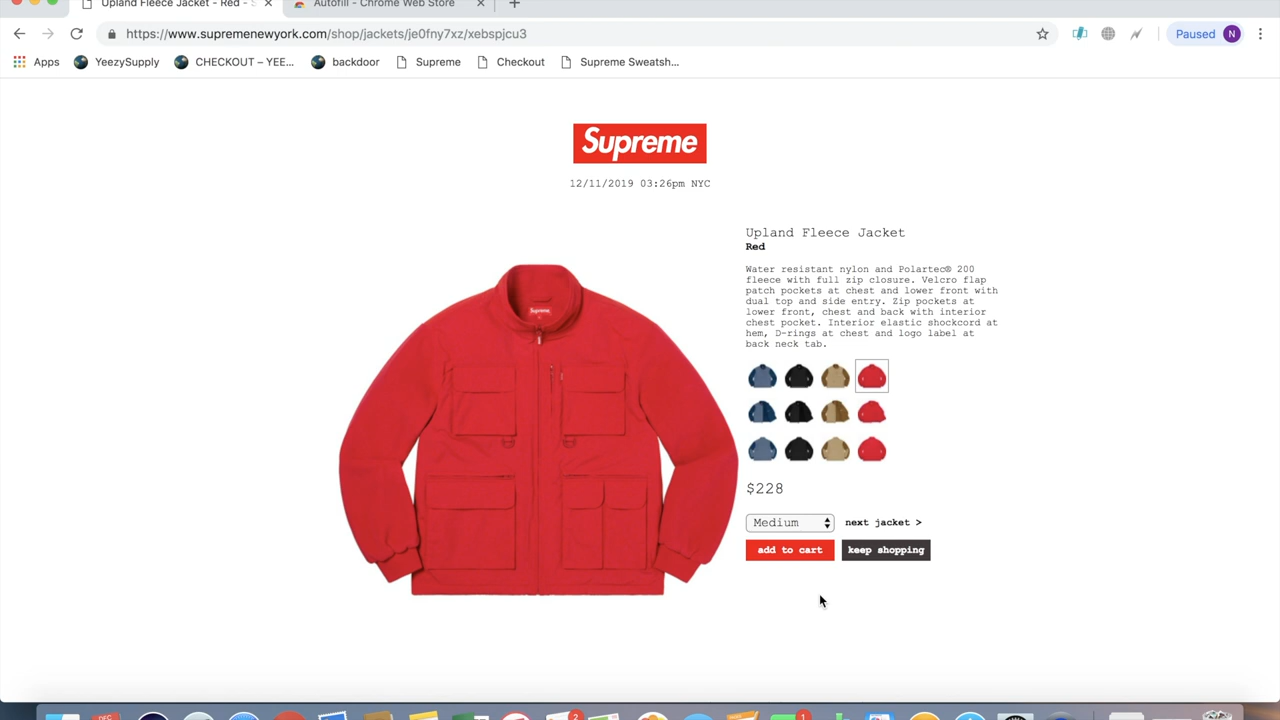 Upland Fleece Jacket - Red - S
Autofill - Chrome Web Store
https://www.supremenewyork.com/shop/jackets/je0fny7xz/xebspjcu3
Paused
N
Apps
YeezySupply
CHECKOUT – YEE...
backdoor
Supreme
Checkout
Supreme Sweatsh...
Supreme
12/11/2019 03:26pm NYC
Upland Fleece Jacket
Red
Water resistant nylon and Polartec® 200
fleece with full zip closure. Velcro flap
patch pockets at chest and lower front with
dual top and side entry. Zip pockets at
lower front, chest and back with interior
chest pocket. Interior elastic shockcord at
hem, D-rings at chest and logo label at
back neck tab.
Supreme
$228
Medium
next jacket >
add to cart
keep shopping
DEC
2
1